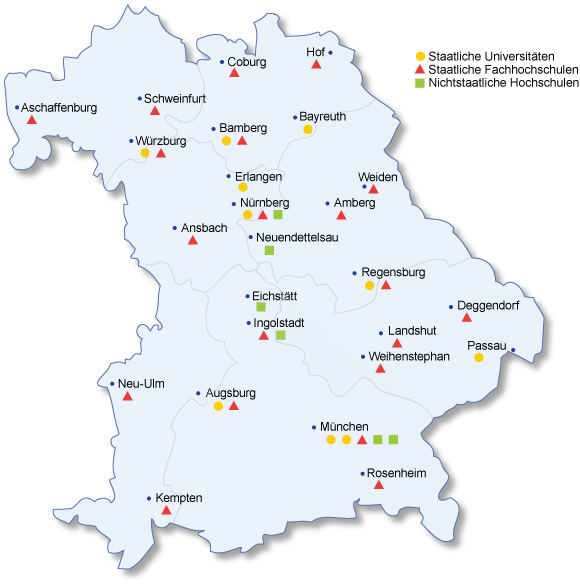 Hof
Coburg
Staatliche Universitäten
Staatliche Fachhochschulen
Nichtstaatliche Hochschulen
Schweinfurt
Aschaffenburg
Bayreuth
Bamberg
Würzburg
Erlangen
Weiden
Nürnberg
Amberg
Ansbach
Neuendettelsau
Regensburg
Eichstätt
Deggendorf
Ingolstadt
Landshut
Passau
Weihenstephan
Neu-Ulm
Augsburg
München
Rosenheim
Kempten